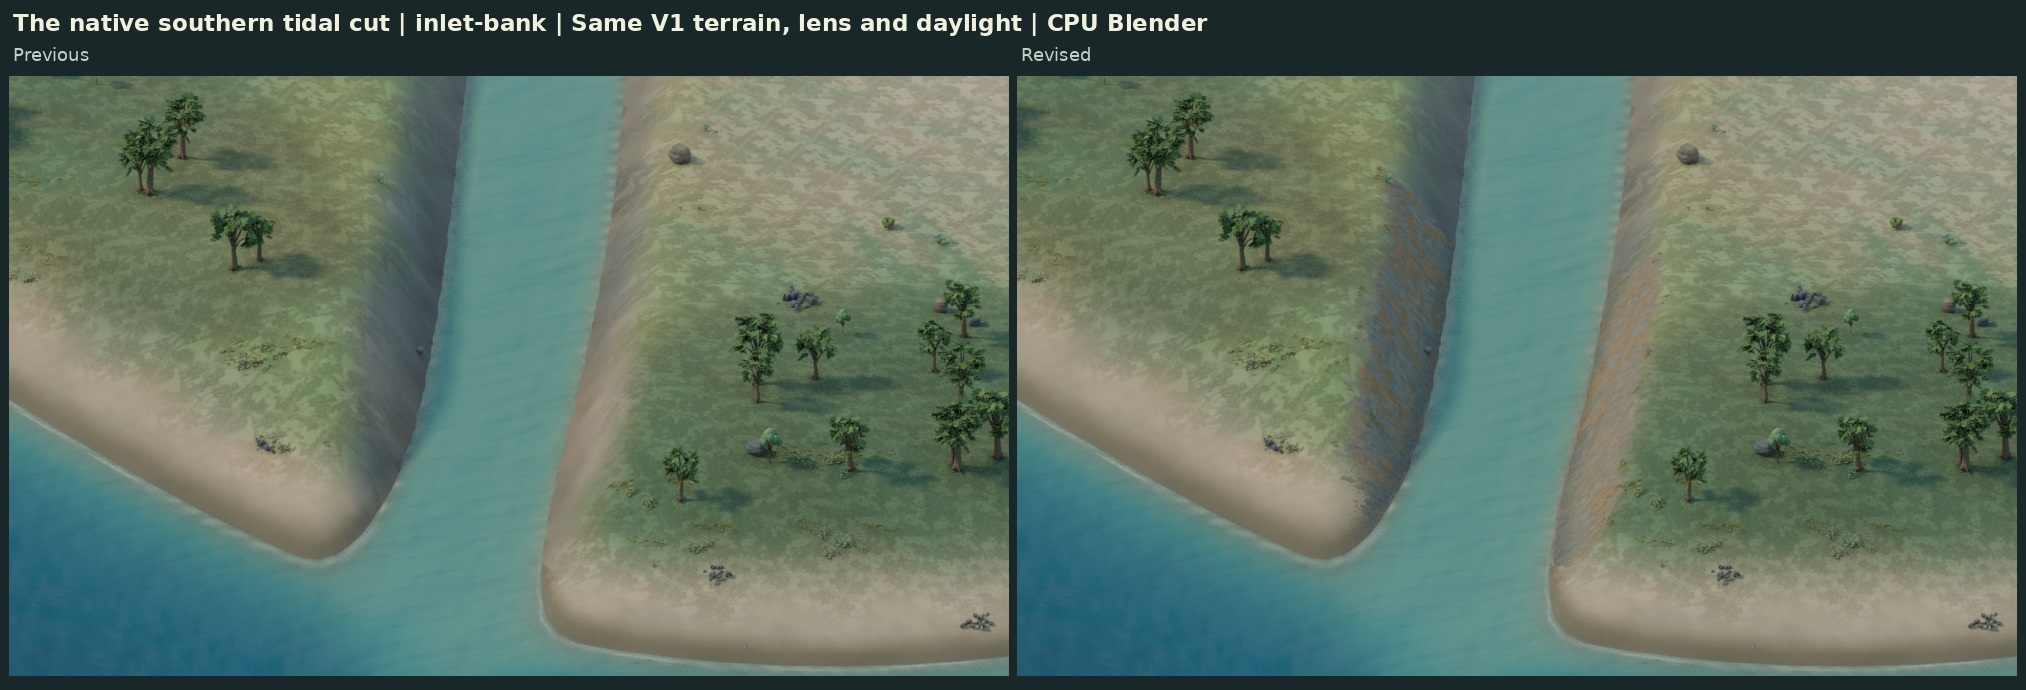 The native southern tidal cut | inlet-bank | Same V1 terrain, lens and daylight | CPU Blender
Previous
Revised